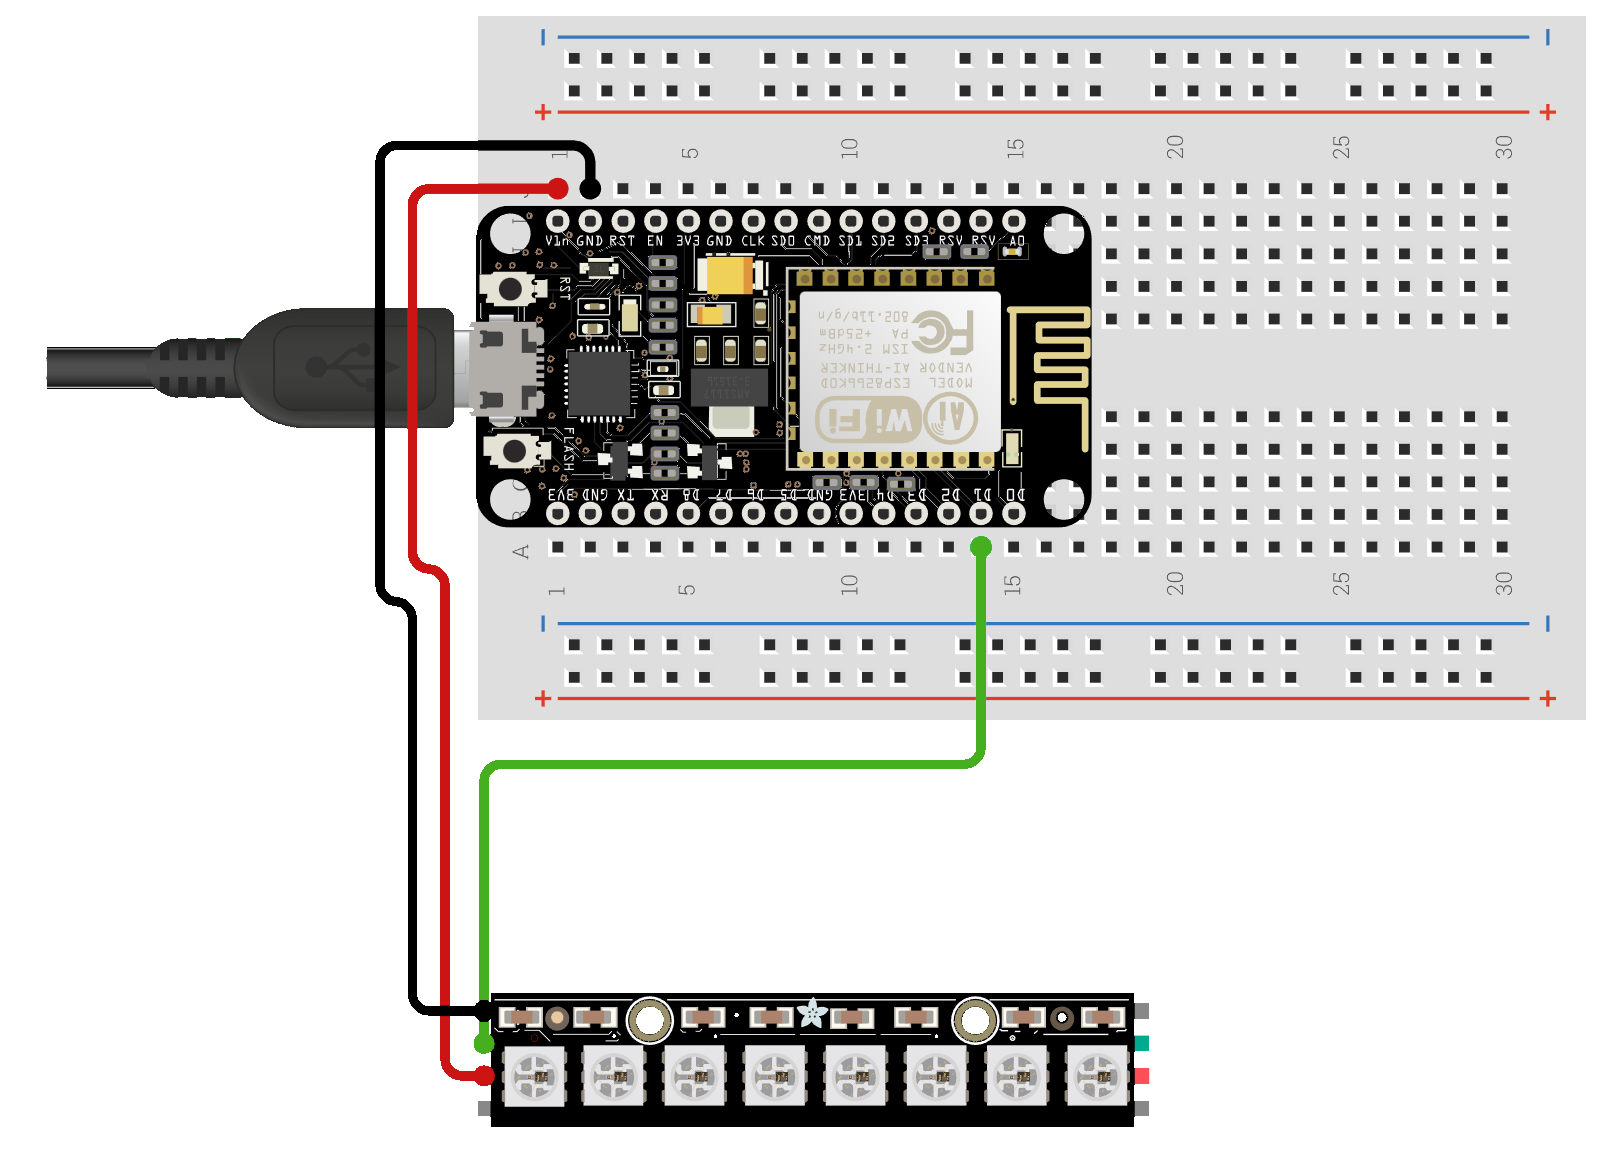 1 5 10 15 20 25 30
J
Vin GND RST EN 3V3 GND CLK SD0 CMD SD1 SD2 SD3 RSV RSV A0
I
RST
802.11b/g/n
PA +25dBm
ISM 2.4GHz
VENDOR AI-THINKER
MODEL ESP8266MOD
FC
AMS1117
WiFi
Ai
FLASH
3V3 GND TX RX D8 D7 D6 D5 GND 3V3 D4 D3 D2 D1 D0
B
A
1 5 10 15 20 25 30